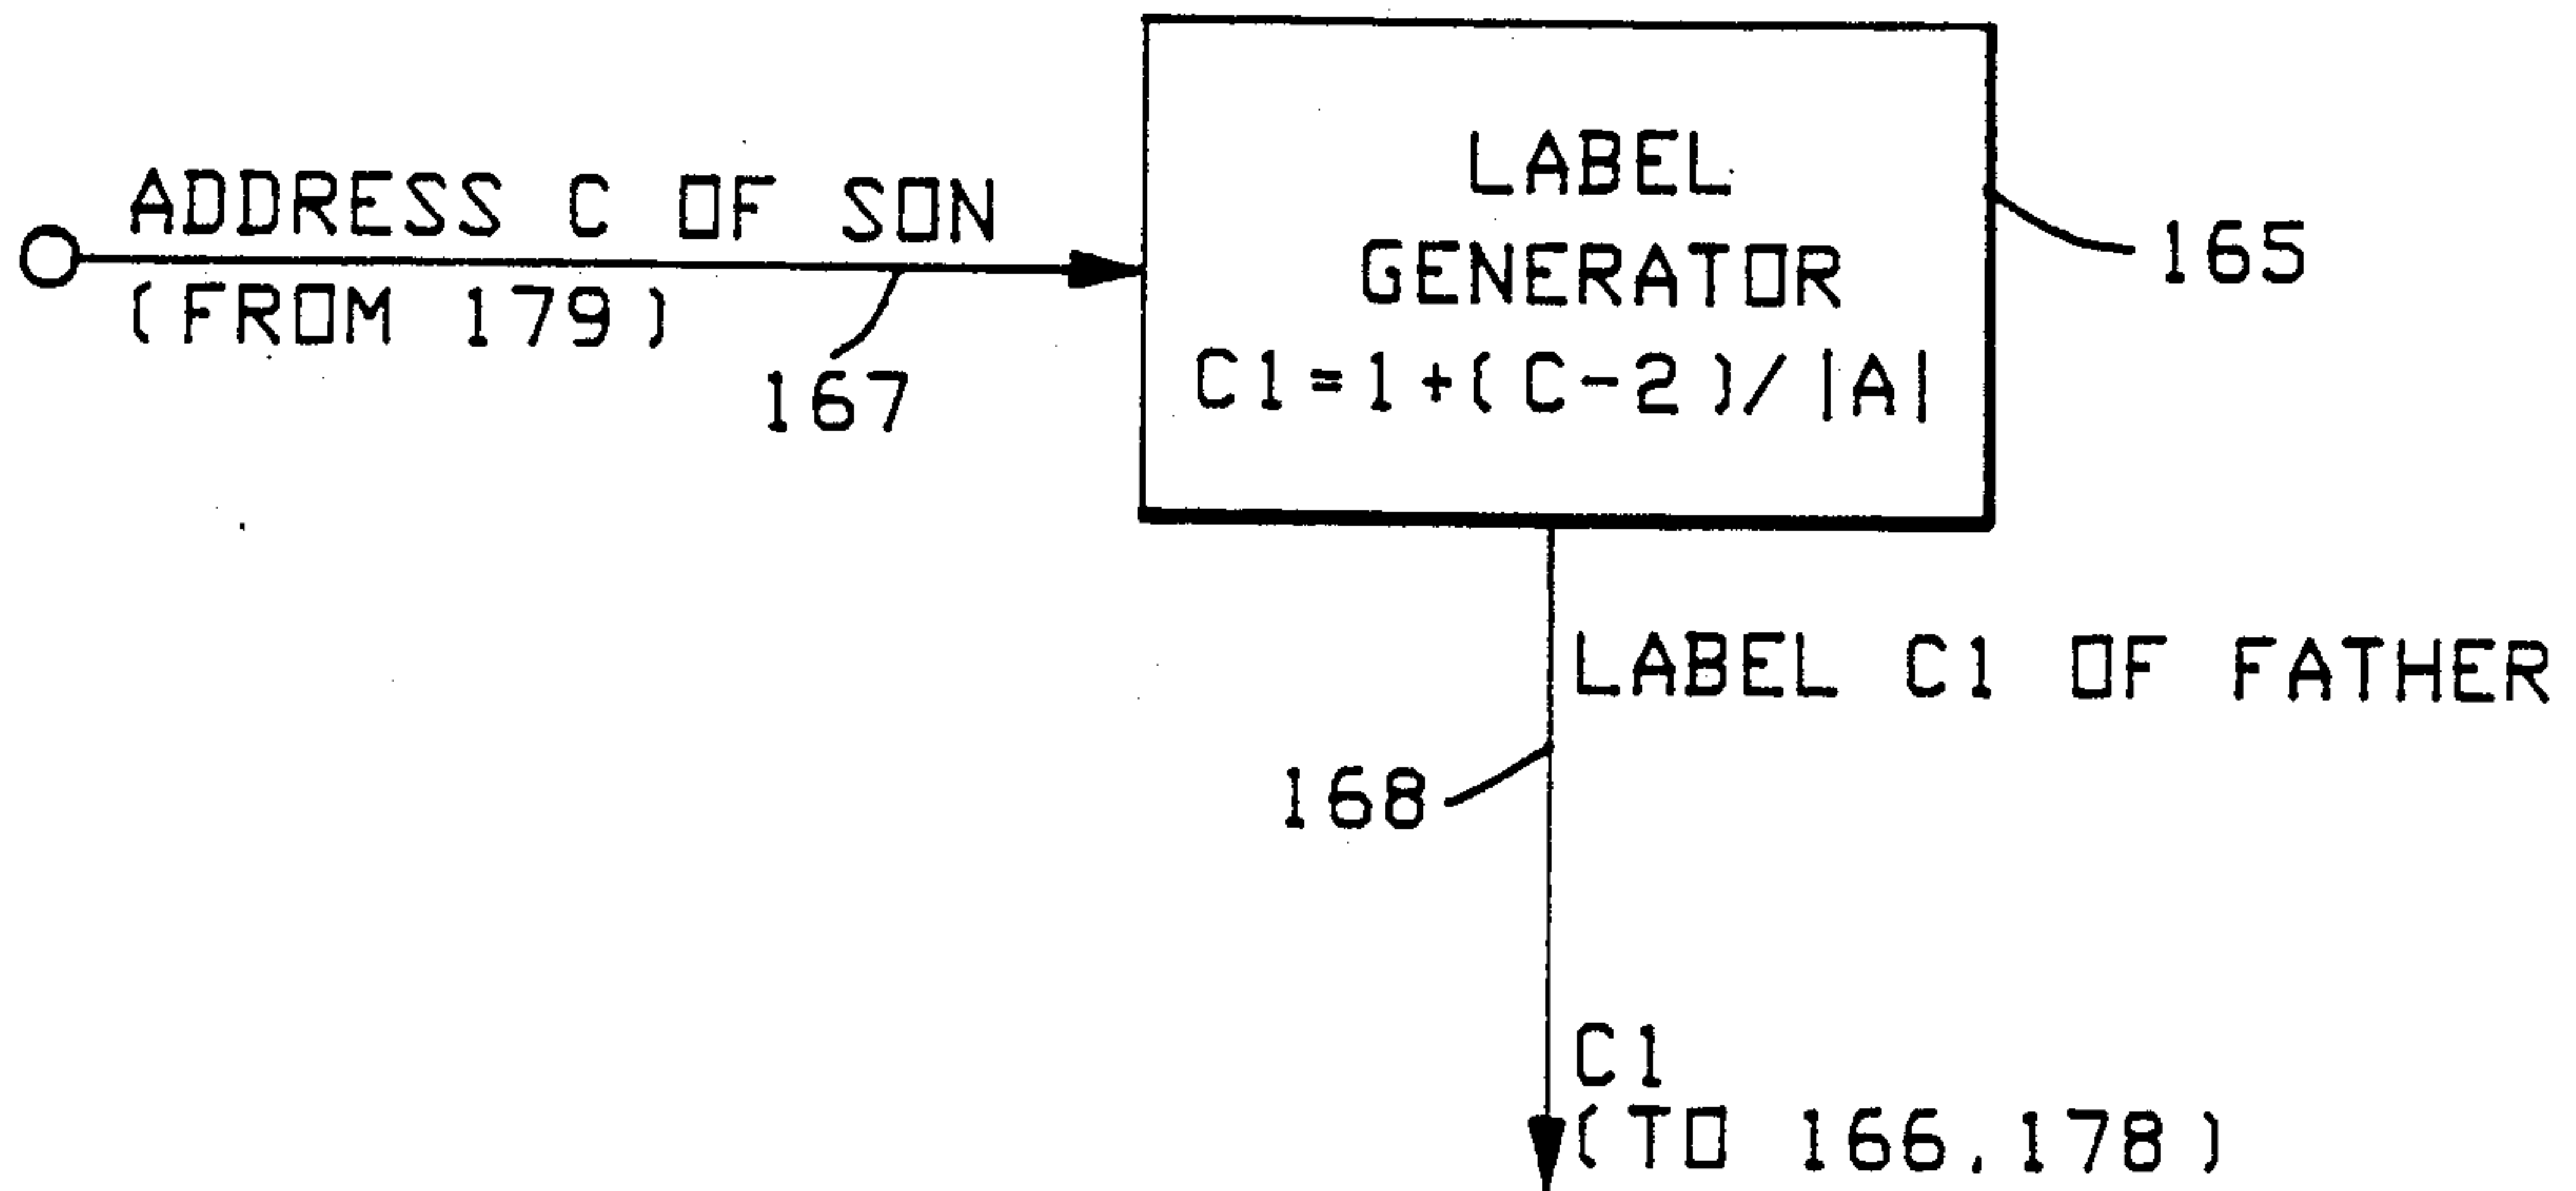 LABEL
GENERATOR
C1=1+(C-2)/|A|
165
ADDRESS C OF SON
(FROM 179)
167
LABEL C1 OF FATHER
168
C1
(TO 166,178)